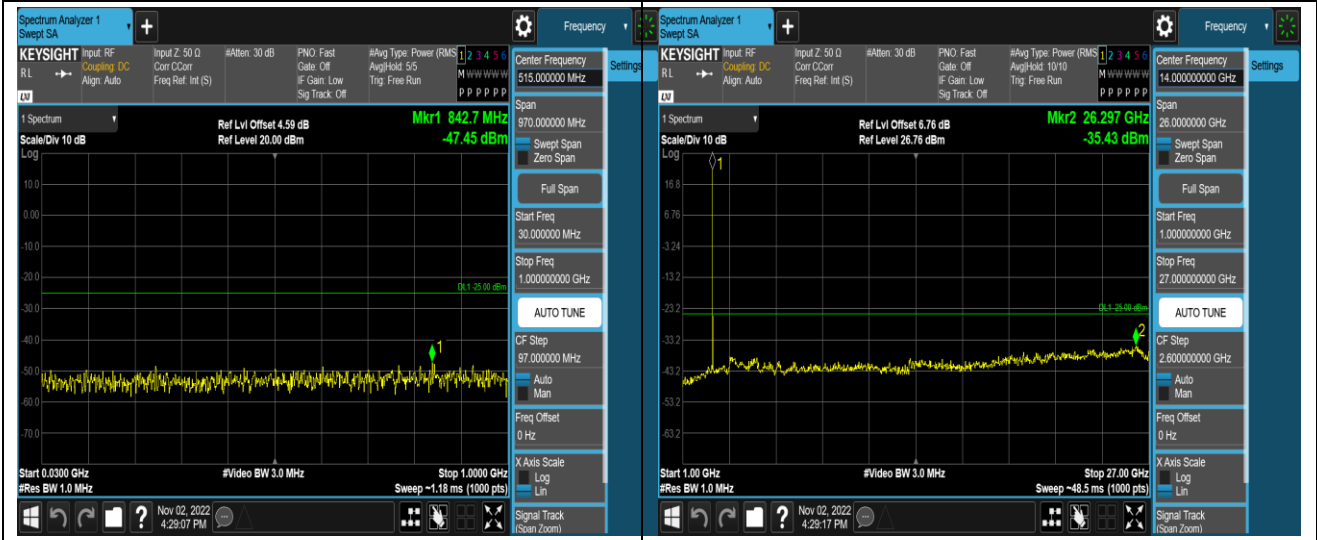 Spectrum Analyzer 1
Swept SA
Frequency
KEYSIGHT
RL
LXI
Input: RF
Coupling: DC
Align: Auto
Input Z: 50 Ω
Corr CCorr
Freq Ref: Int (S)
#Atten: 30 dB
PNO: Fast
Gate: Off
IF Gain: Low
Sig Track: Off
#Avg Type: Power (RMS
Avg|Hold: 5/5
Trig: Free Run
1 2 3 4 5 6
M W W W W W
P P P P P P
Settings
1 Spectrum
Scale/Div 10 dB
Log
Ref Lvl Offset 4.59 dB
Ref Level 20.00 dBm
Mkr1 842.7 MHz
-47.45 dBm
10.0
0.00
-10.0
-20.0
-30.0
-40.0
-50.0
-60.0
-70.0
DL1 -25.00 dBm
1
Start 0.0300 GHz
#Res BW 1.0 MHz
#Video BW 3.0 MHz
Stop 1.0000 GHz
Sweep ~1.18 ms (1000 pts)
Center Frequency
515.000000 MHz
Span
970.000000 MHz
Swept Span
Zero Span
Full Span
Start Freq
30.000000 MHz
Stop Freq
1.000000000 GHz
AUTO TUNE
CF Step
97.000000 MHz
Auto
Man
Freq Offset
0 Hz
X Axis Scale
Log
Lin
Signal Track
(Span Zoom)
?
Nov 02, 2022
4:29:07 PM
Spectrum Analyzer 1
Swept SA
Frequency
KEYSIGHT
RL
LXI
Input: RF
Coupling: DC
Align: Auto
Input Z: 50 Ω
Corr CCorr
Freq Ref: Int (S)
#Atten: 30 dB
PNO: Fast
Gate: Off
IF Gain: Low
Sig Track: Off
#Avg Type: Power (RMS
Avg|Hold: 10/10
Trig: Free Run
1 2 3 4 5 6
M W W W W W
P P P P P P
Settings
1 Spectrum
Scale/Div 10 dB
Log
Ref Lvl Offset 6.76 dB
Ref Level 26.76 dBm
Mkr2 26.297 GHz
-35.43 dBm
1
16.8
6.76
-3.24
-13.2
-23.2
-33.2
-43.2
-53.2
-63.2
DL1 -25.00 dBm
2
Start 1.00 GHz
#Res BW 1.0 MHz
#Video BW 3.0 MHz
Stop 27.00 GHz
Sweep ~48.5 ms (1000 pts)
Center Frequency
14.000000000 GHz
Span
26.0000000 GHz
Swept Span
Zero Span
Full Span
Start Freq
1.000000000 GHz
Stop Freq
27.000000000 GHz
AUTO TUNE
CF Step
2.600000000 GHz
Auto
Man
Freq Offset
0 Hz
X Axis Scale
Log
Lin
Signal Track
(Span Zoom)
?
Nov 02, 2022
4:29:17 PM